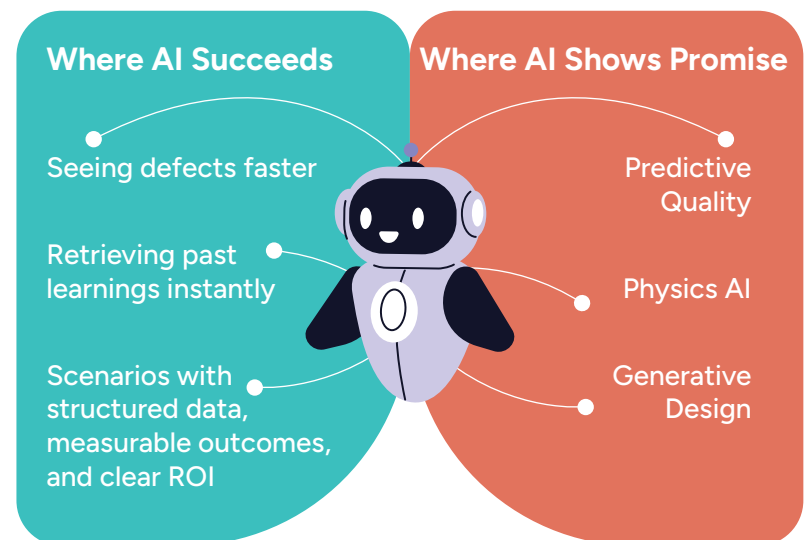 Where AI Succeeds
Seeing defects faster
Retrieving past
learnings instantly
Scenarios with
structured data,
measurable outcomes,
and clear ROI
Where AI Shows Promise
Predictive
Quality
Physics AI
Generative
Design